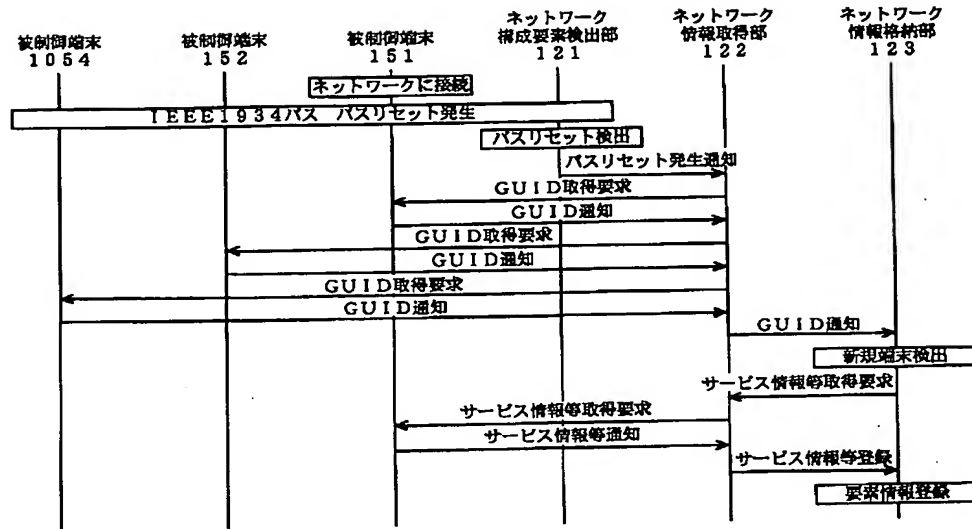 被制御端末
1054
被制御端末
152
被制御端末
151
ネットワーク
構成要素検出部
121
ネットワーク
情報取得部
122
ネットワーク
情報格納部
123
ネットワークに接続
IEEE1934バス バスリセット発生
バスリセット検出
バスリセット発生通知
GUID取得要求
GUID通知
GUID取得要求
GUID通知
GUID取得要求
GUID通知
GUID通知
新規端末検出
サービス情報等取得要求
サービス情報等取得要求
サービス情報等通知
サービス情報等登録
要素情報登録